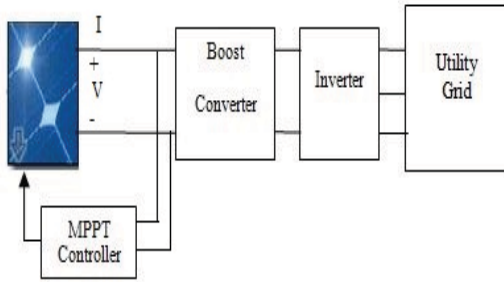 I
+
V
-
Boost
Converter
Inverter
Utility
Grid
MPPT
Controller